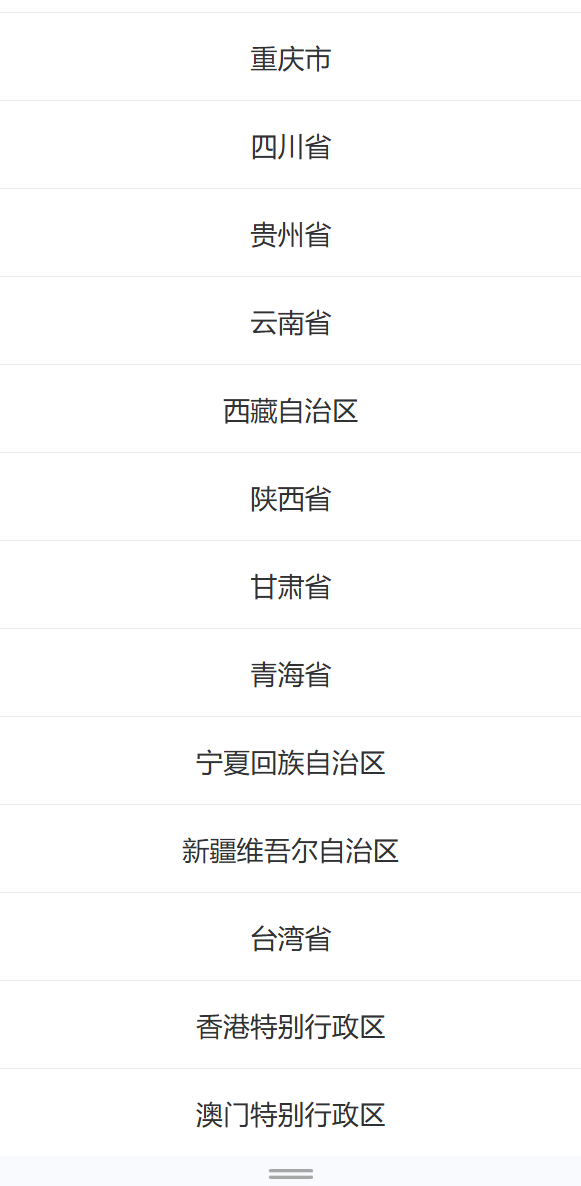 重庆市
四川省
贵州省
云南省
西藏自治区
陕西省
甘肃省
青海省
宁夏回族自治区
新疆维吾尔自治区
台湾省
香港特别行政区
澳门特别行政区